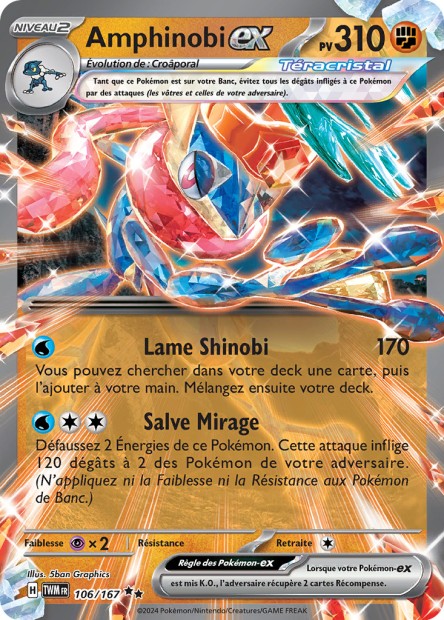 NIVEAU 2
Amphinobi ex
PV 310
Évolution de : Croâporal
Téracristal
Tant que ce Pokémon est sur votre Banc, évitez tous les dégâts infligés à ce Pokémon
par des attaques (les vôtres et celles de votre adversaire).
Lame Shinobi 170
Vous pouvez chercher dans votre deck une carte, puis
l'ajouter à votre main. Mélangez ensuite votre deck.
Salve Mirage
Défaussez 2 Énergies de ce Pokémon. Cette attaque inflige
120 dégâts à 2 des Pokémon de votre adversaire.
(N'appliquez ni la Faiblesse ni la Résistance aux Pokémon
de Banc.)
Faiblesse ×2 Résistance Retraite
Règle des Pokémon-ex Lorsque votre Pokémon-ex
est mis K.O., l'adversaire récupère 2 cartes Récompense.
Illus. 5ban Graphics
H TWM FR 106/167 ★★
©2024 Pokémon/Nintendo/Creatures/GAME FREAK